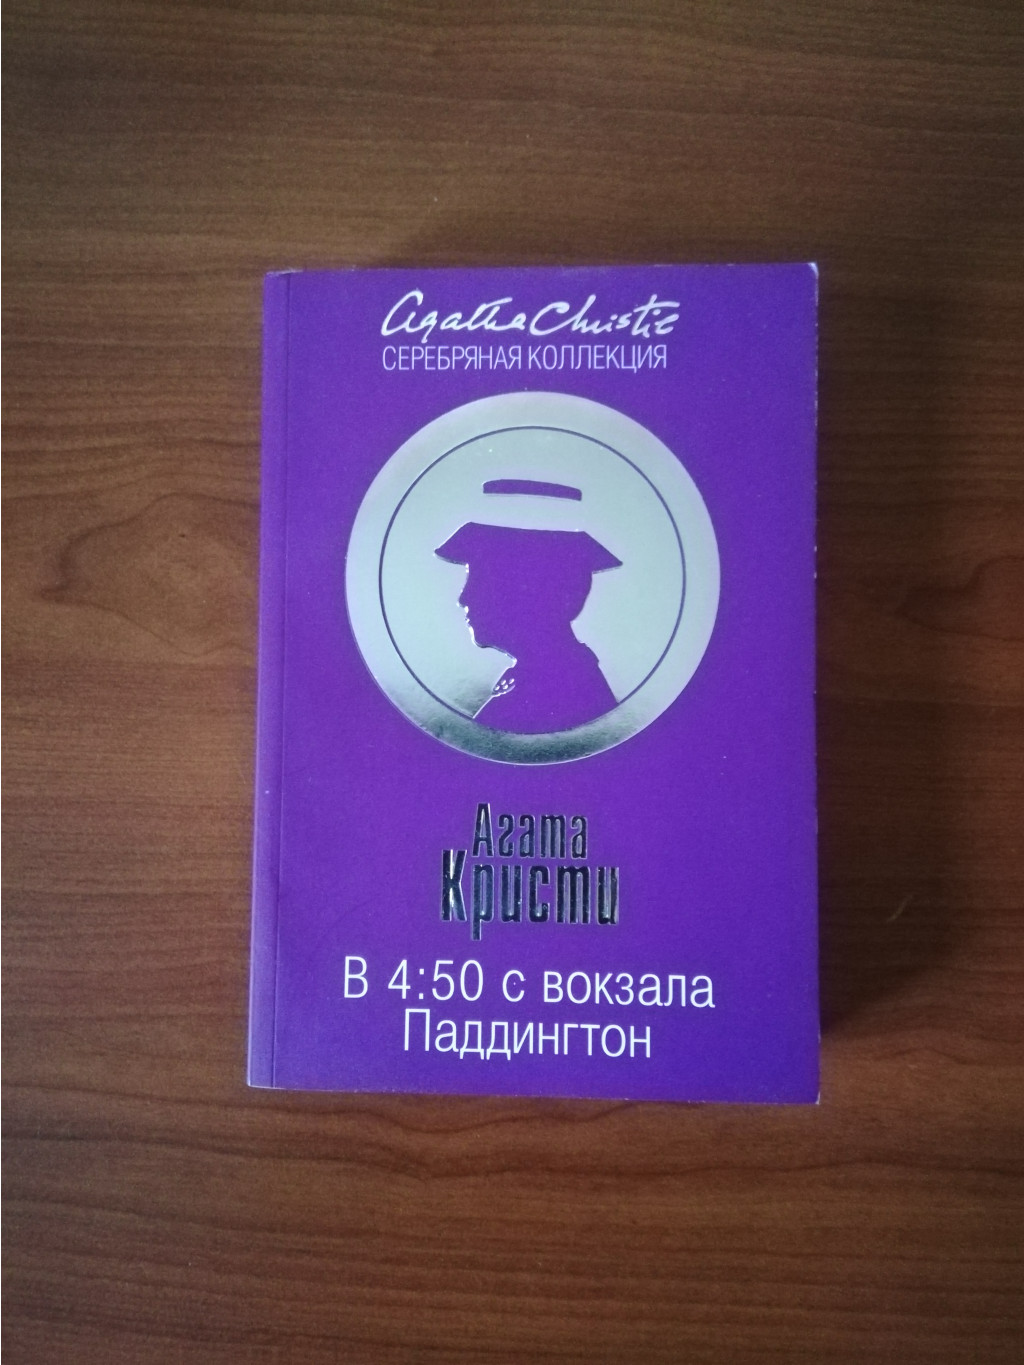 Agatha Christie
СЕРЕБРЯНАЯ КОЛЛЕКЦИЯ
Агата
Кристи
В 4:50 с вокзала
Паддингтон